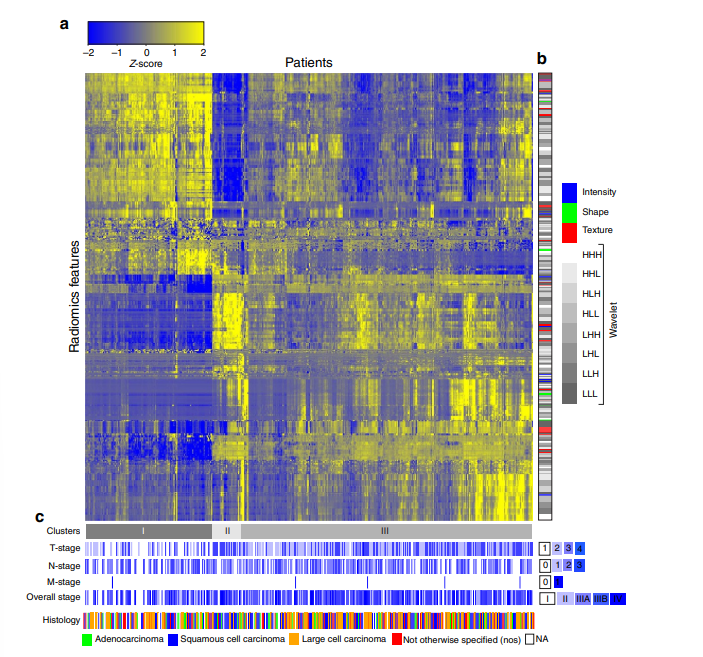 a
−2 −1 0 1 2
Z-score
Patients
b
Radiomics features
Intensity
Shape
Texture
HHH
HHL
HLH
HLL
LHH
LHL
LLH
LLL
Wavelet
c
Clusters I II III
T-stage 1 2 3 4
N-stage 0 1 2 3
M-stage 0
Overall stage I II IIIA IIIB IV
Histology
Adenocarcinoma Squamous cell carcinoma Large cell carcinoma Not otherwise specified (nos) NA